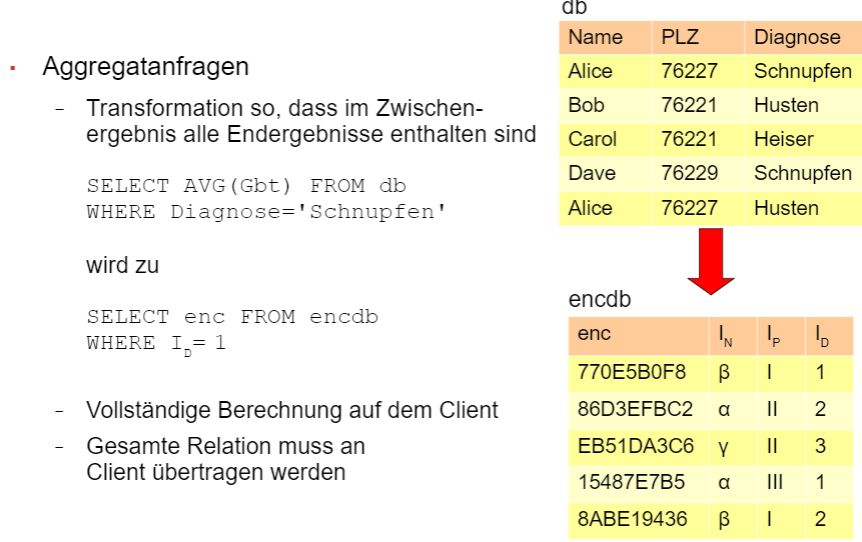 Aggregatanfragen
– Transformation so, dass im Zwischen-
ergebnis alle Endergebnisse enthalten sind
SELECT AVG(Gbt) FROM db
WHERE Diagnose='Schnupfen'
wird zu
SELECT enc FROM encdb
WHERE I_D= 1
– Vollständige Berechnung auf dem Client
– Gesamte Relation muss an
Client übertragen werden
db
Name PLZ Diagnose
Alice 76227 Schnupfen
Bob 76221 Husten
Carol 76221 Heiser
Dave 76229 Schnupfen
Alice 76227 Husten
encdb
enc I_N I_P I_D
770E5B0F8 β I 1
86D3EFBC2 α II 2
EB51DA3C6 γ II 3
15487E7B5 α III 1
8ABE19436 β I 2